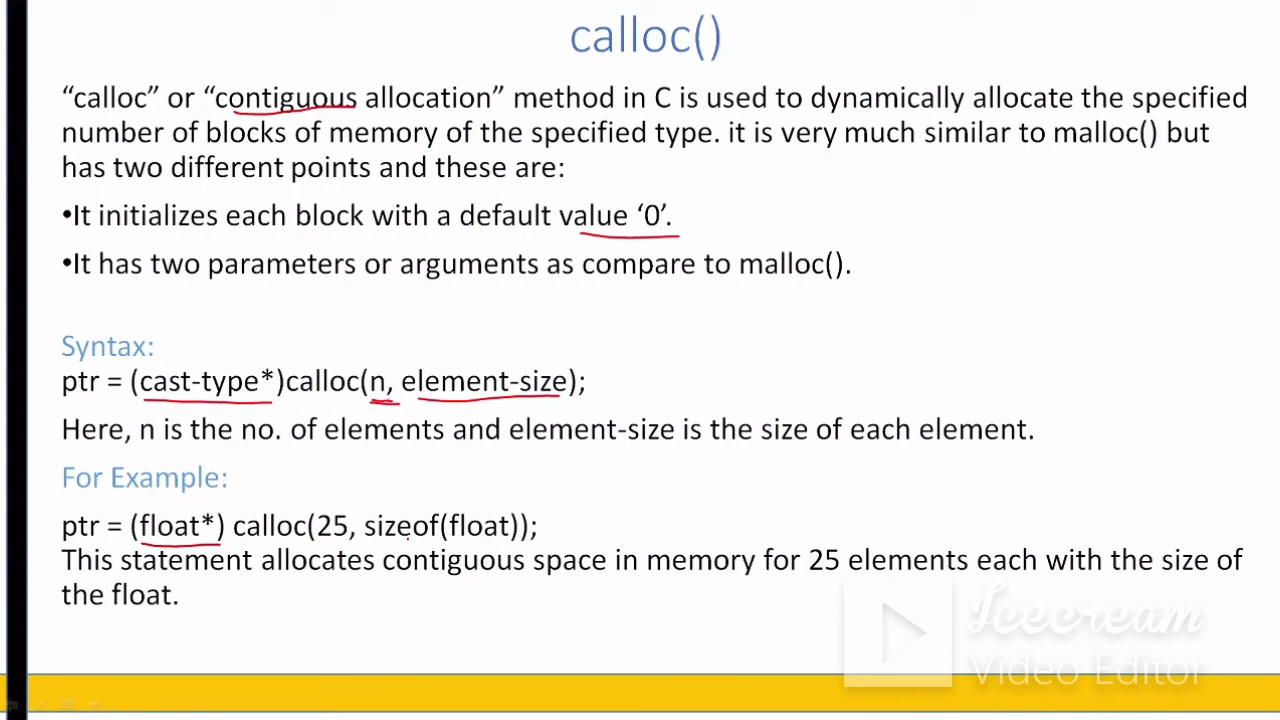 calloc()
“calloc” or “contiguous allocation” method in C is used to dynamically allocate the specified
number of blocks of memory of the specified type. it is very much similar to malloc() but
has two different points and these are:
•It initializes each block with a default value ‘0’.
•It has two parameters or arguments as compare to malloc().
Syntax:
ptr = (cast-type*)calloc(n, element-size);
Here, n is the no. of elements and element-size is the size of each element.
For Example:
ptr = (float*) calloc(25, sizeof(float));
This statement allocates contiguous space in memory for 25 elements each with the size of
the float.
Icecream
Video Editor